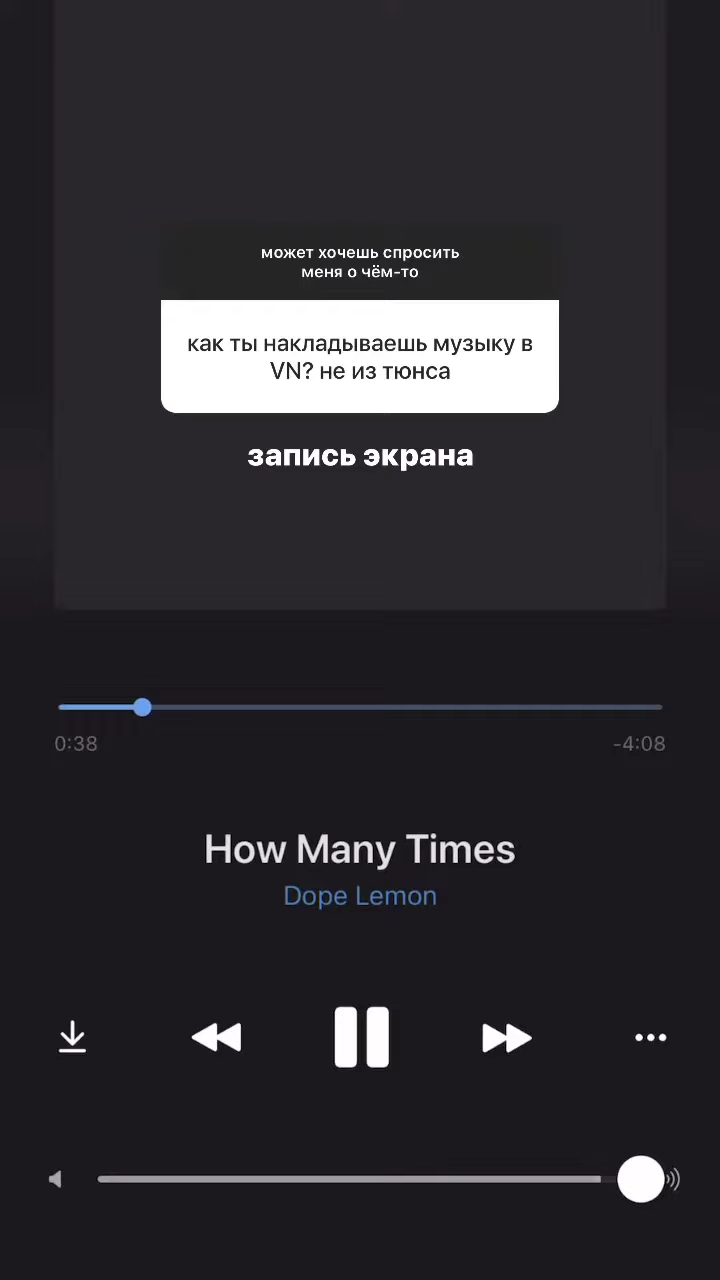 может хочешь спросить
меня о чём-то
как ты накладываешь музыку в
VN? не из тюнса
запись экрана
0:38
-4:08
How Many Times
Dope Lemon